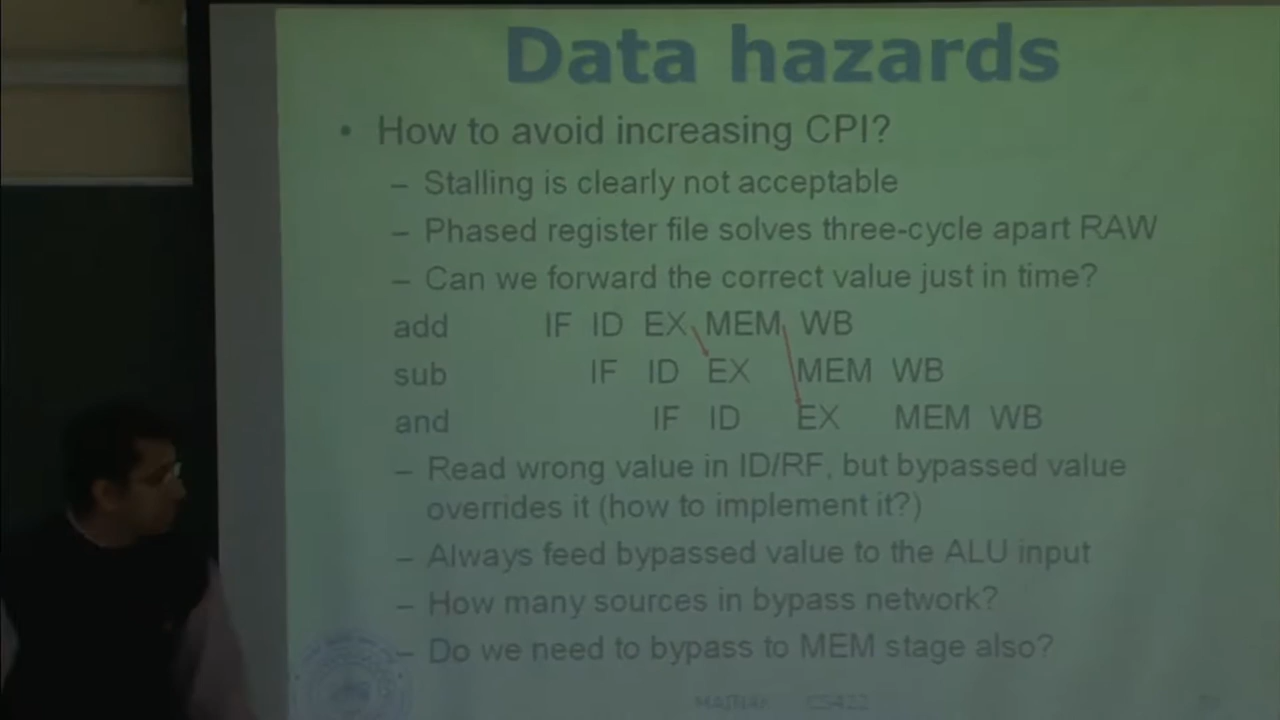 Data hazards
• How to avoid increasing CPI?
– Stalling is clearly not acceptable
– Phased register file solves three-cycle apart RAW
– Can we forward the correct value just in time?
add IF ID EX MEM WB
sub IF ID EX MEM WB
and IF ID EX MEM WB
– Read wrong value in ID/RF, but bypassed value
overrides it (how to implement it?)
– Always feed bypassed value to the ALU input
– How many sources in bypass network?
– Do we need to bypass to MEM stage also?
CS422